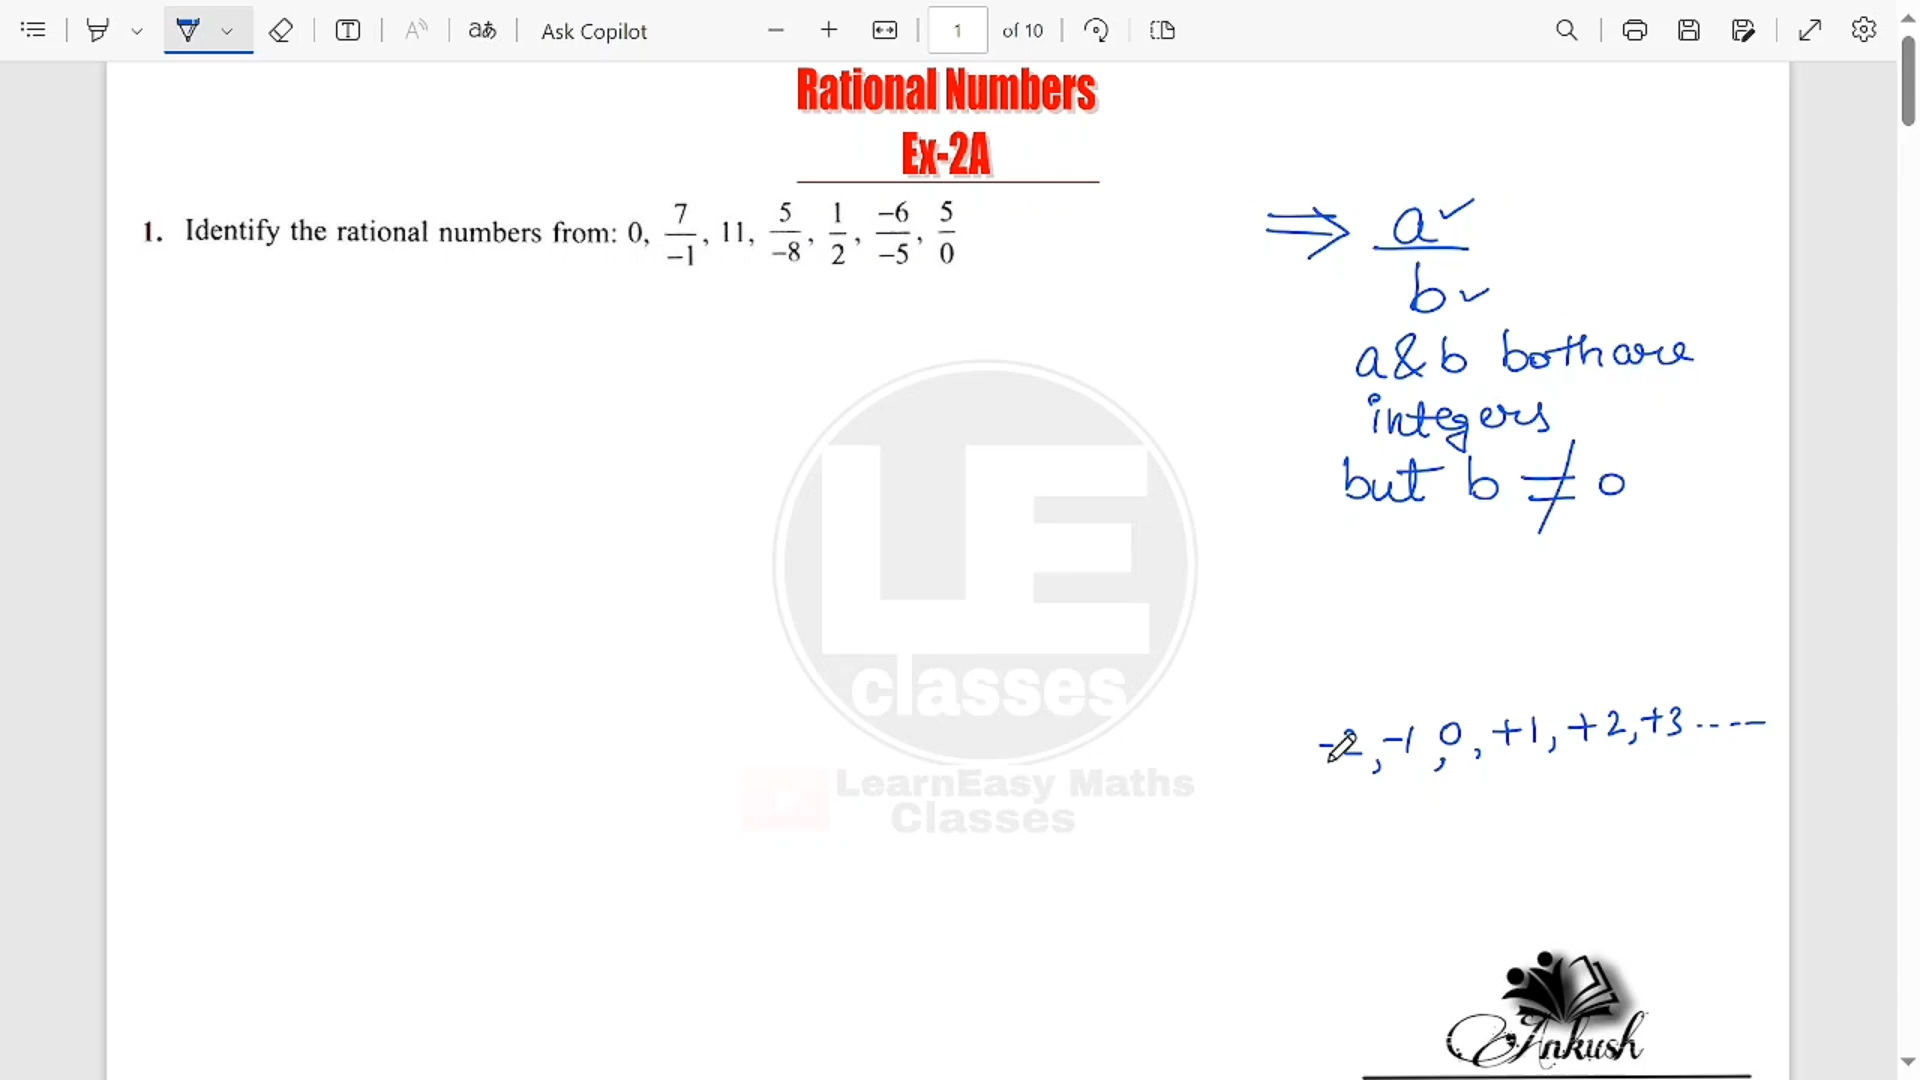 Ask Copilot
1 of 10
Rational Numbers
Ex-2A
1. Identify the rational numbers from: 0, 7/-1, 11, 5/-8, 1/2, -6/-5, 5/0
⇒ a✓/b✓
a & b both are
integers
but b ≠ 0
-2, -1, 0, +1, +2, +3 -----
LE
classes
LearnEasy Maths
Classes
Ankush